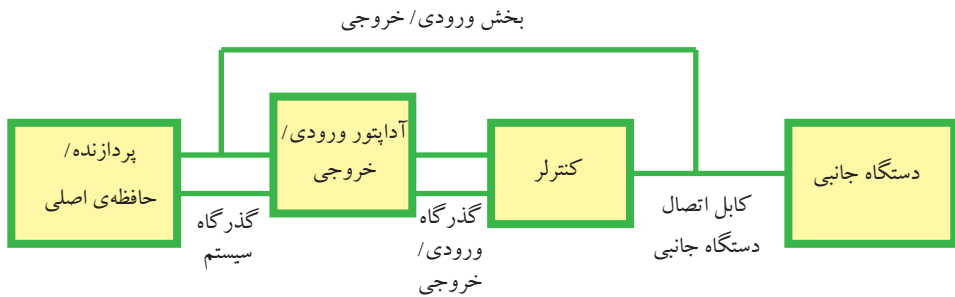 بخش ورودی/ خروجی
پردازنده/
حافظه‌ی اصلی
گذرگاه
سیستم
آداپتور ورودی/
خروجی
گذرگاه
ورودی/
خروجی
کنترلر
کابل اتصال
دستگاه جانبی
دستگاه جانبی